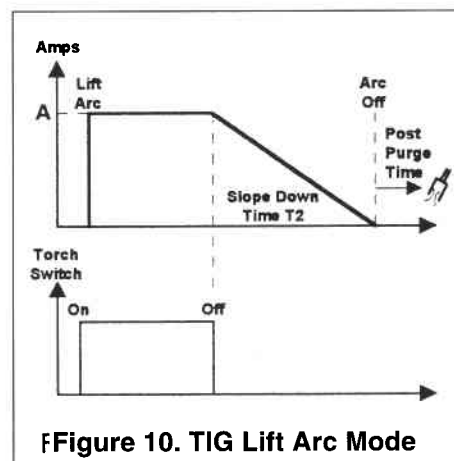 Amps
Lift
Arc
A
Arc
Off
Post
Purge
Time
Slope Down
Time T2
Torch
Switch
On
Off
FFigure 10. TIG Lift Arc Mode